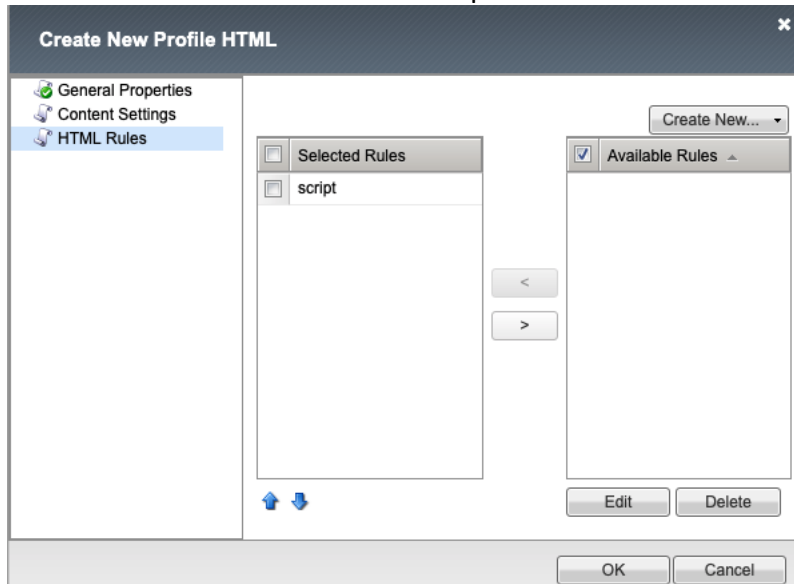 Create New Profile HTML
×
General Properties
Content Settings
HTML Rules
Create New...
Selected Rules
script
<
>
Available Rules
Edit
Delete
OK
Cancel